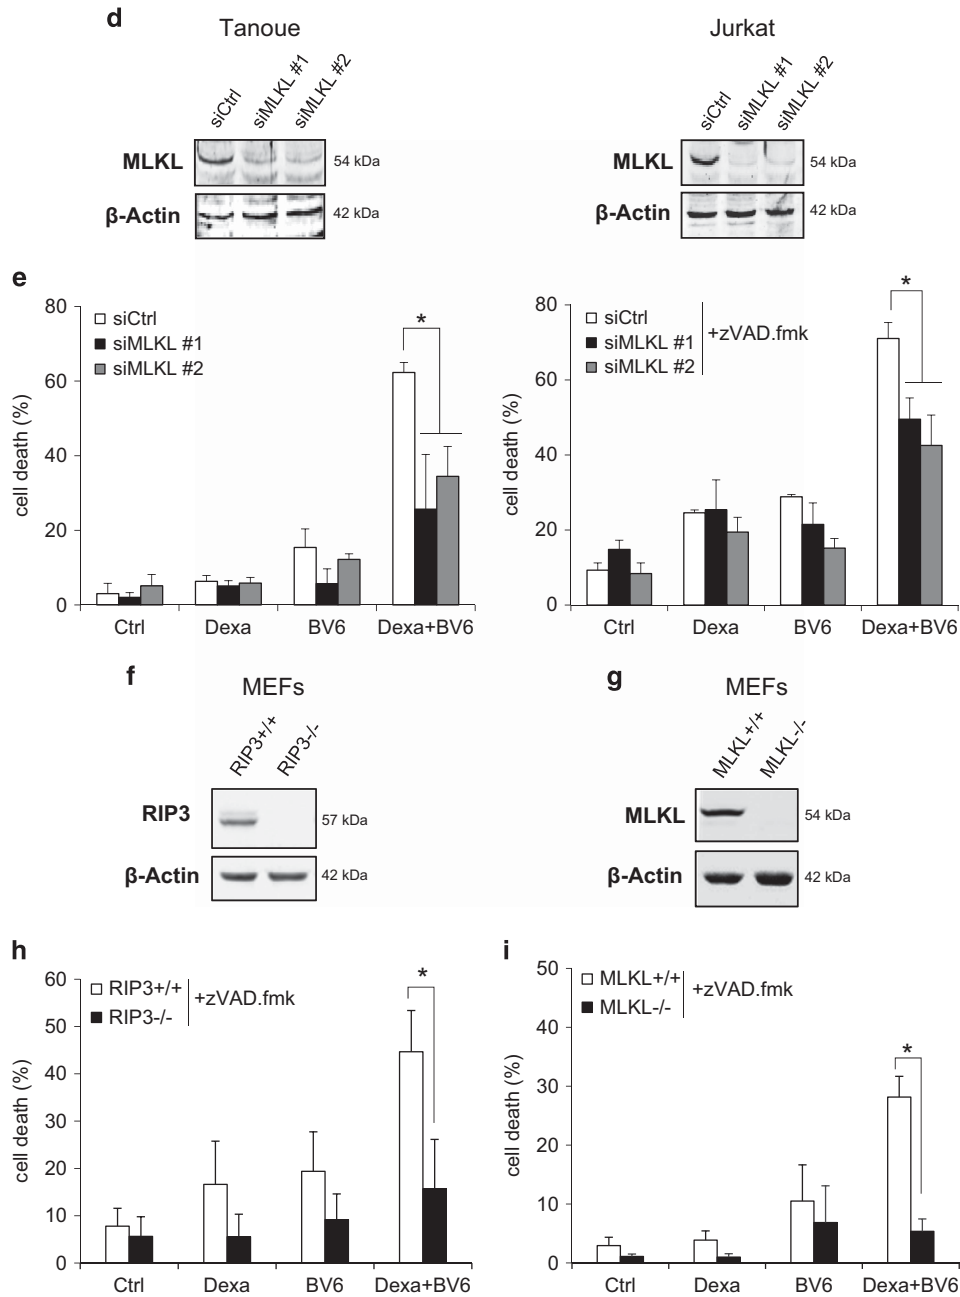 d
Tanoue
Jurkat
siCtrl
siMLKL #1
siMLKL #2
siCtrl
siMLKL #1
siMLKL #2
MLKL
54 kDa
MLKL
54 kDa
β-Actin
42 kDa
β-Actin
42 kDa
e
80
60
40
20
0
cell death (%)
siCtrl
siMLKL #1
siMLKL #2
*
Ctrl
Dexa
BV6
Dexa+BV6
80
60
40
20
0
cell death (%)
siCtrl
siMLKL #1
siMLKL #2
+zVAD.fmk
*
Ctrl
Dexa
BV6
Dexa+BV6
f
MEFs
RIP3+/+
RIP3-/-
RIP3
57 kDa
β-Actin
42 kDa
g
MEFs
MLKL+/+
MLKL-/-
MLKL
54 kDa
β-Actin
42 kDa
h
60
50
40
30
20
10
0
cell death (%)
RIP3+/+
RIP3-/-
+zVAD.fmk
*
Ctrl
Dexa
BV6
Dexa+BV6
i
50
40
30
20
10
0
cell death (%)
MLKL+/+
MLKL-/-
+zVAD.fmk
*
Ctrl
Dexa
BV6
Dexa+BV6